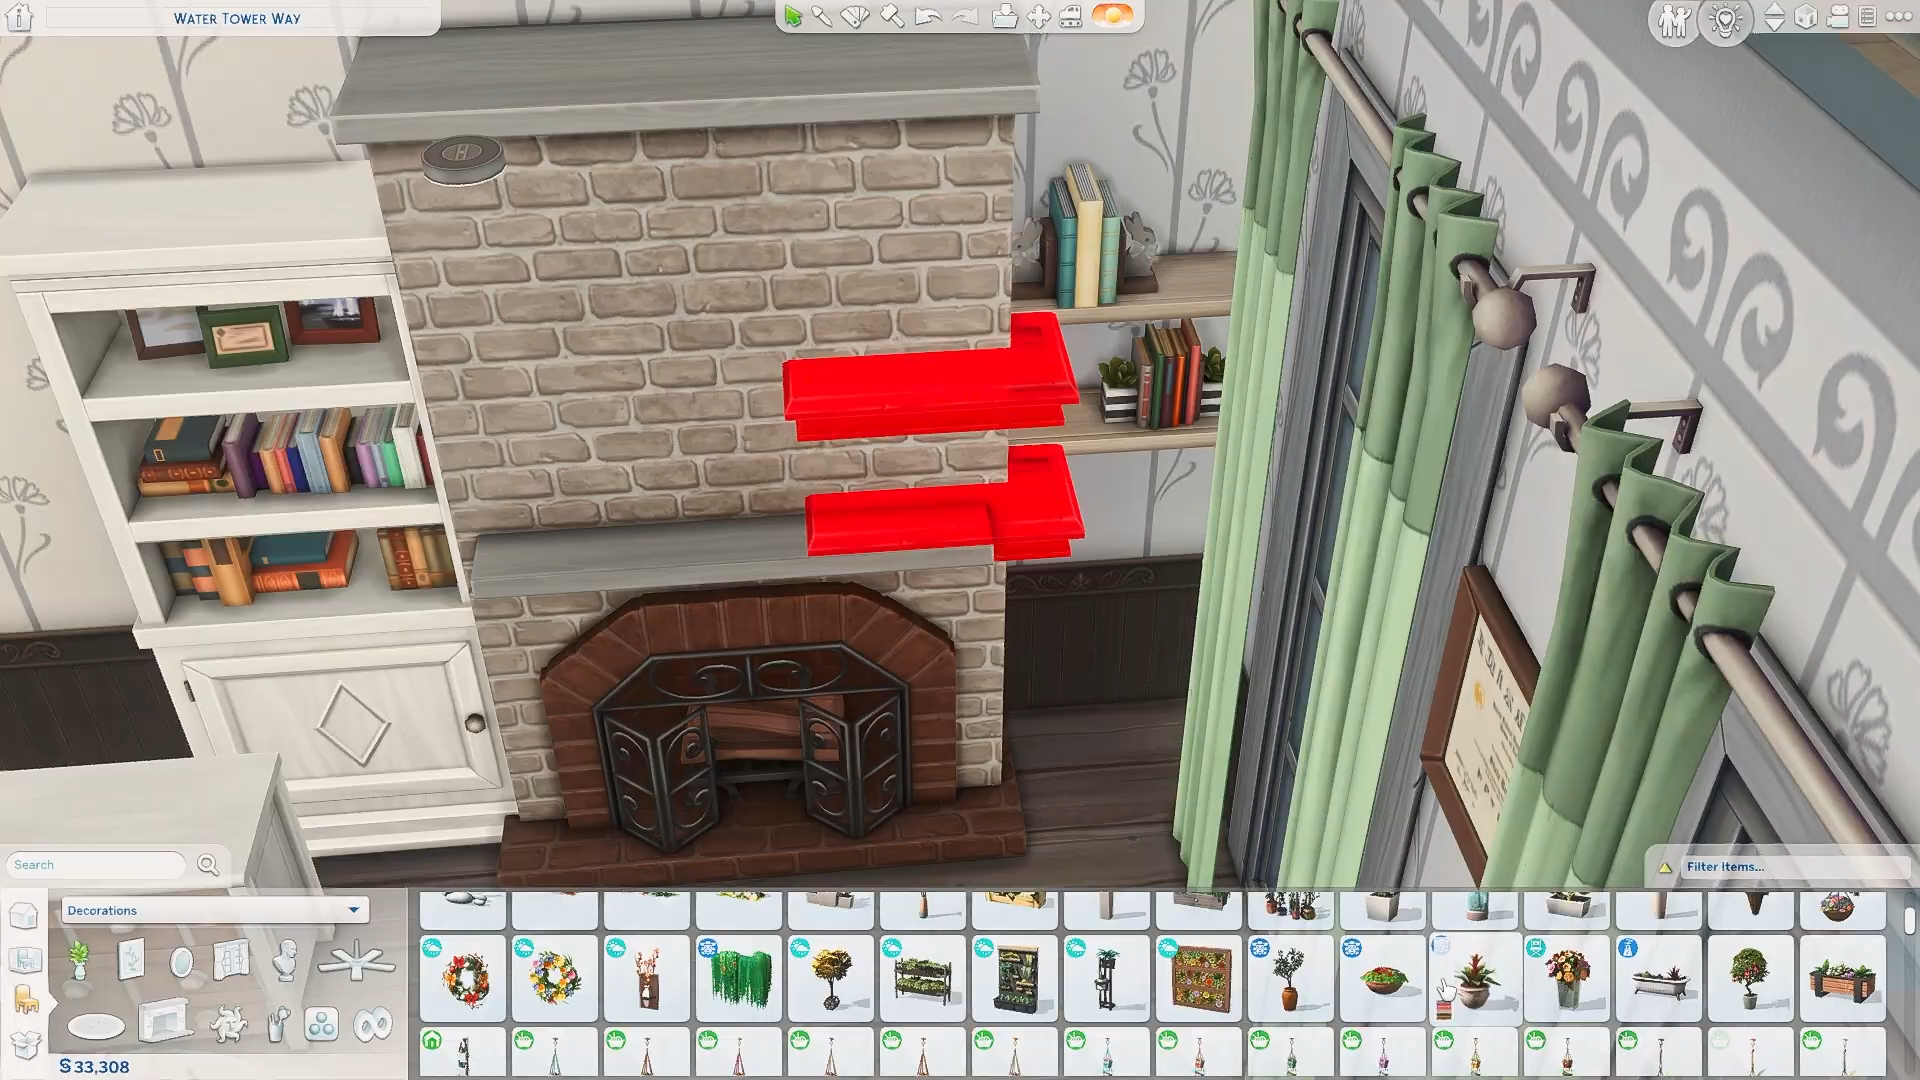 WATER TOWER WAY
Search
Filter Items...
Decorations
§33,308